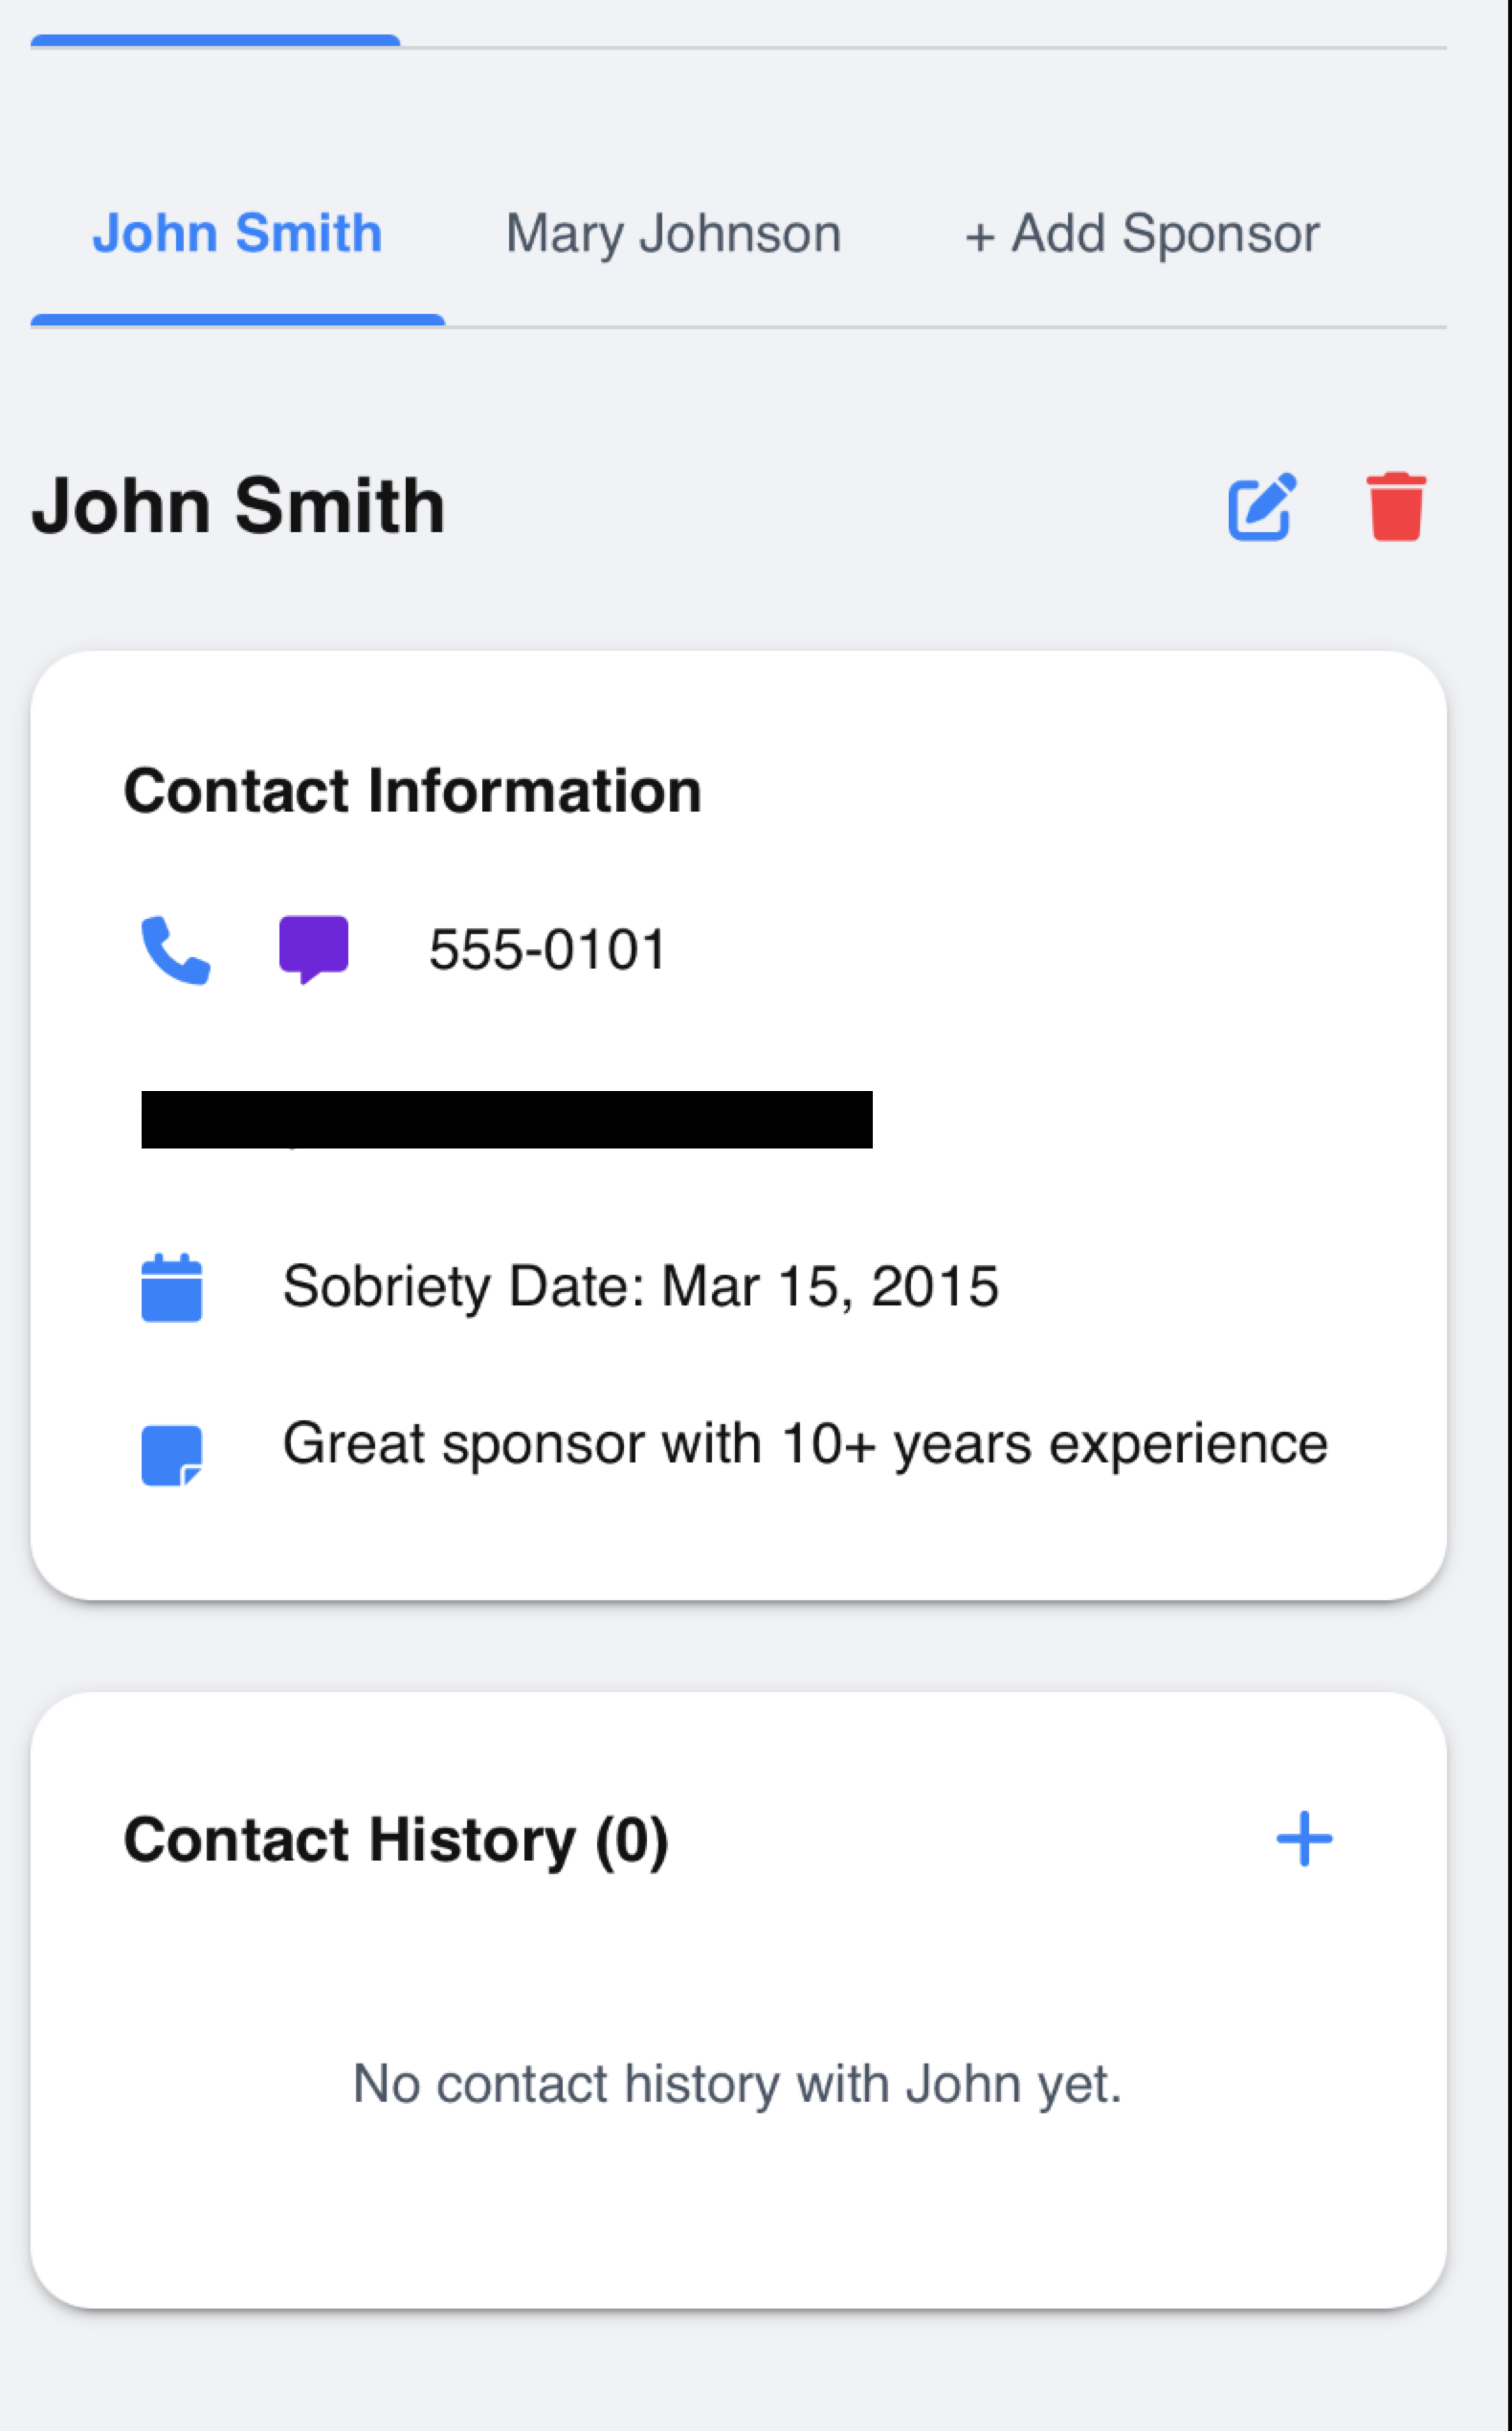 John Smith
Mary Johnson
+ Add Sponsor
John Smith
Contact Information
555-0101
Sobriety Date: Mar 15, 2015
Great sponsor with 10+ years experience
Contact History (0)
No contact history with John yet.